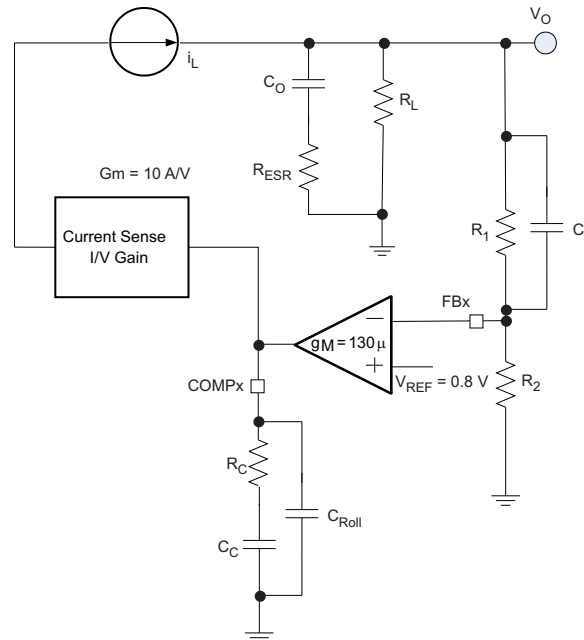 V_O
i_L
C_O
R_L
R_ESR
Gm = 10 A/V
Current Sense
I/V Gain
R_1
C
FBx
g_M = 130 µ
V_REF = 0.8 V
R_2
COMPx
R_C
C_Roll
C_C